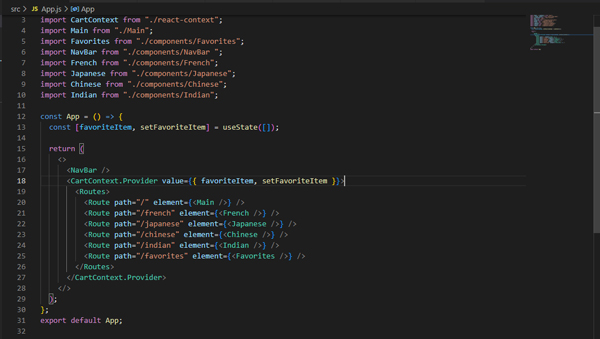 src > JS App.js > App
3 import CartContext from "./react-context";
4 import Main from "./Main";
5 import Favorites from "./components/Favorites";
6 import NavBar from "./components/NavBar ";
7 import French from "./components/French";
8 import Japanese from "./components/Japanese";
9 import Chinese from "./components/Chinese";
10 import Indian from "./components/Indian";
11
12 const App = () => {
13 const [favoriteItem, setFavoriteItem] = useState([]);
14
15 return (
16 <>
17 <NavBar />
18 <CartContext.Provider value={{ favoriteItem, setFavoriteItem }}>
19 <Routes>
20 <Route path="/" element={<Main />} />
21 <Route path="/french" element={<French />} />
22 <Route path="/japanese" element={<Japanese />} />
23 <Route path="/chinese" element={<Chinese />} />
24 <Route path="/indian" element={<Indian />} />
25 <Route path="/favorites" element={<Favorites />} />
26 </Routes>
27 </CartContext.Provider>
28 </>
29 );
30 };
31 export default App;
32